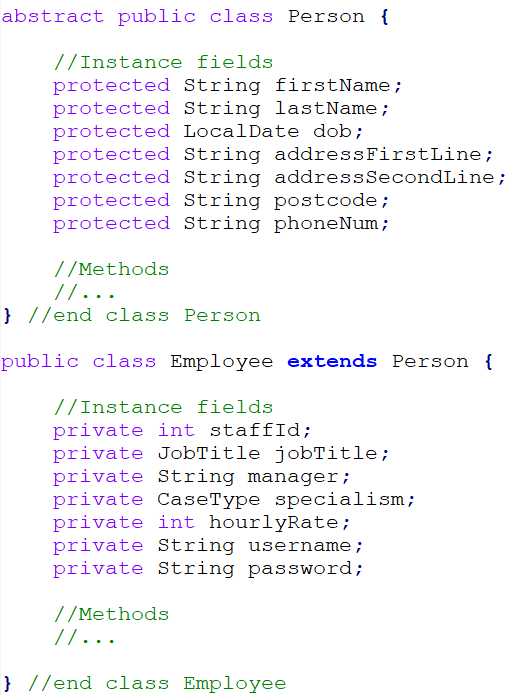 abstract public class Person {
//Instance fields
protected String firstName;
protected String lastName;
protected LocalDate dob;
protected String addressFirstLine;
protected String addressSecondLine;
protected String postcode;
protected String phoneNum;
//Methods
//...
} //end class Person
public class Employee extends Person {
//Instance fields
private int staffId;
private JobTitle jobTitle;
private String manager;
private CaseType specialism;
private int hourlyRate;
private String username;
private String password;
//Methods
//...
} //end class Employee